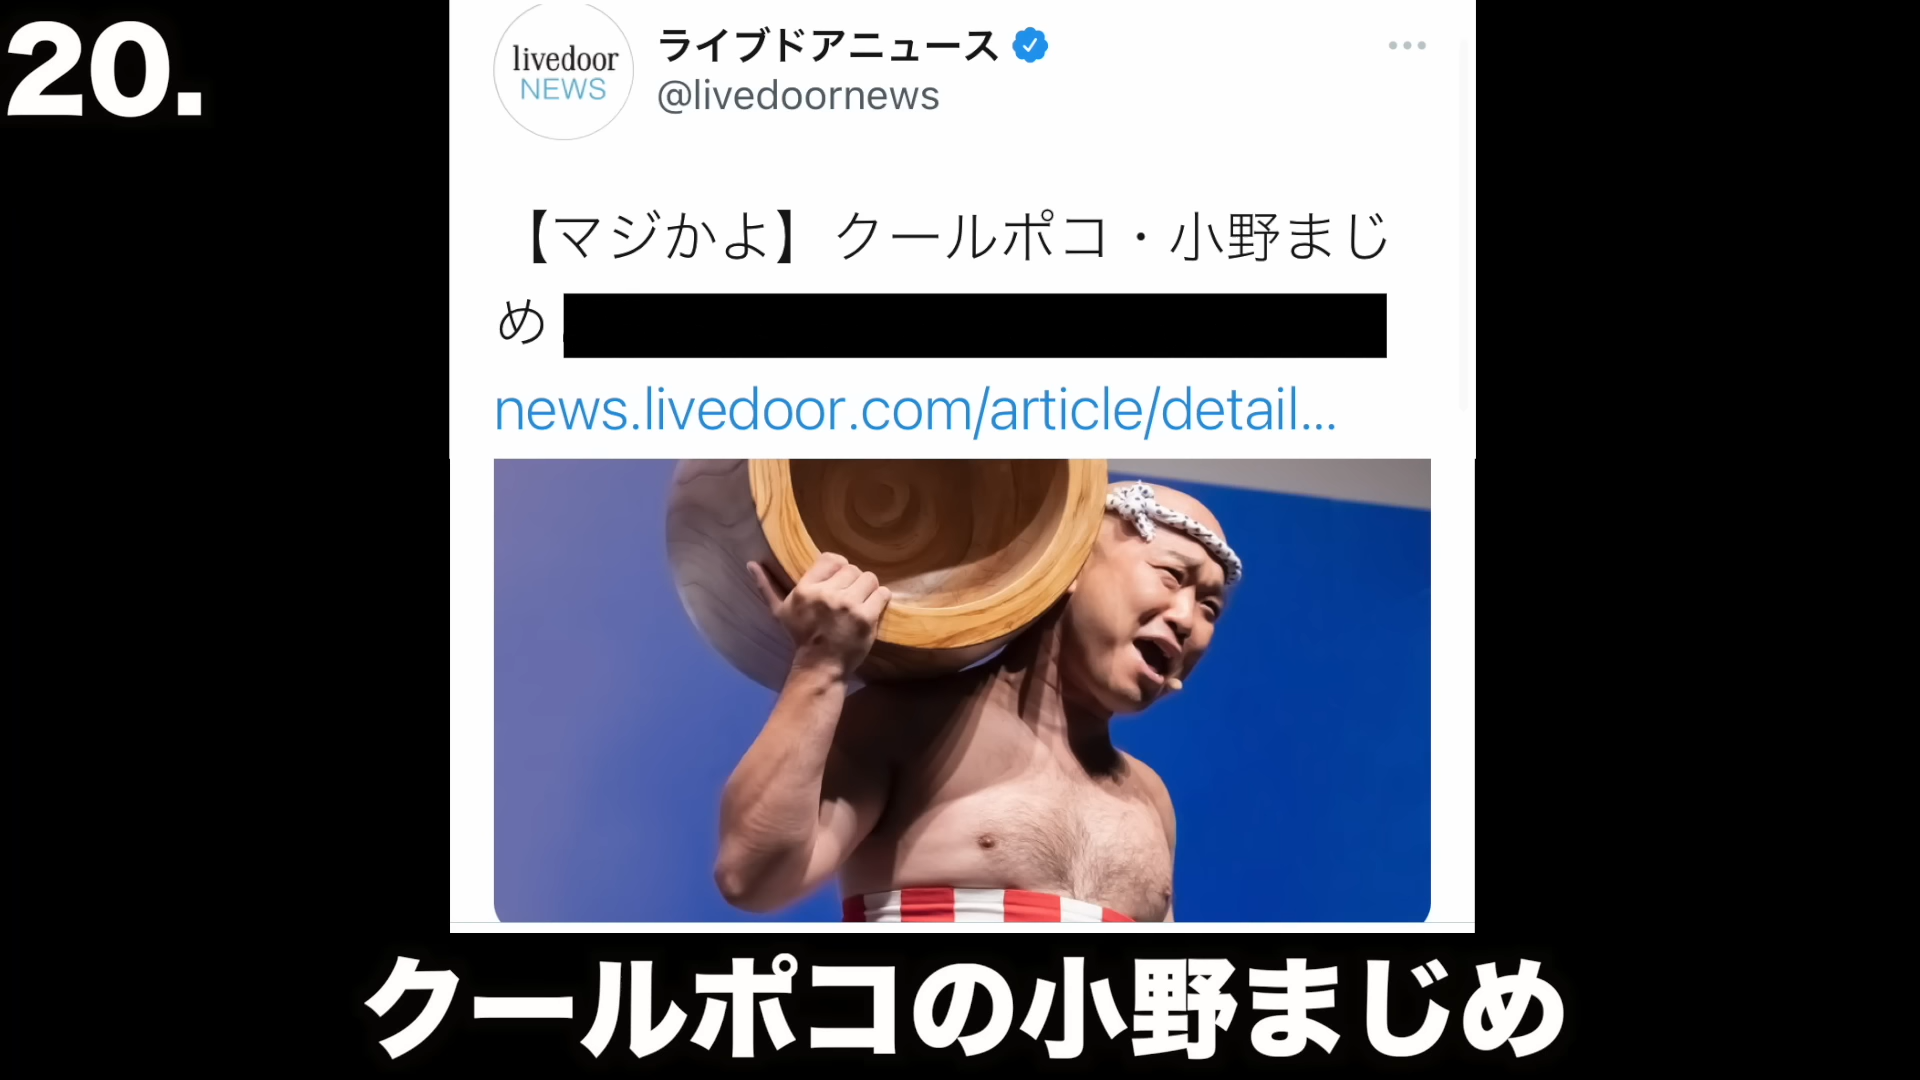 20.
livedoor
NEWS
ライブドアニュース
@livedoornews
【マジかよ】クールポコ・小野まじ
め
news.livedoor.com/article/detail...
クールポコの小野まじめ